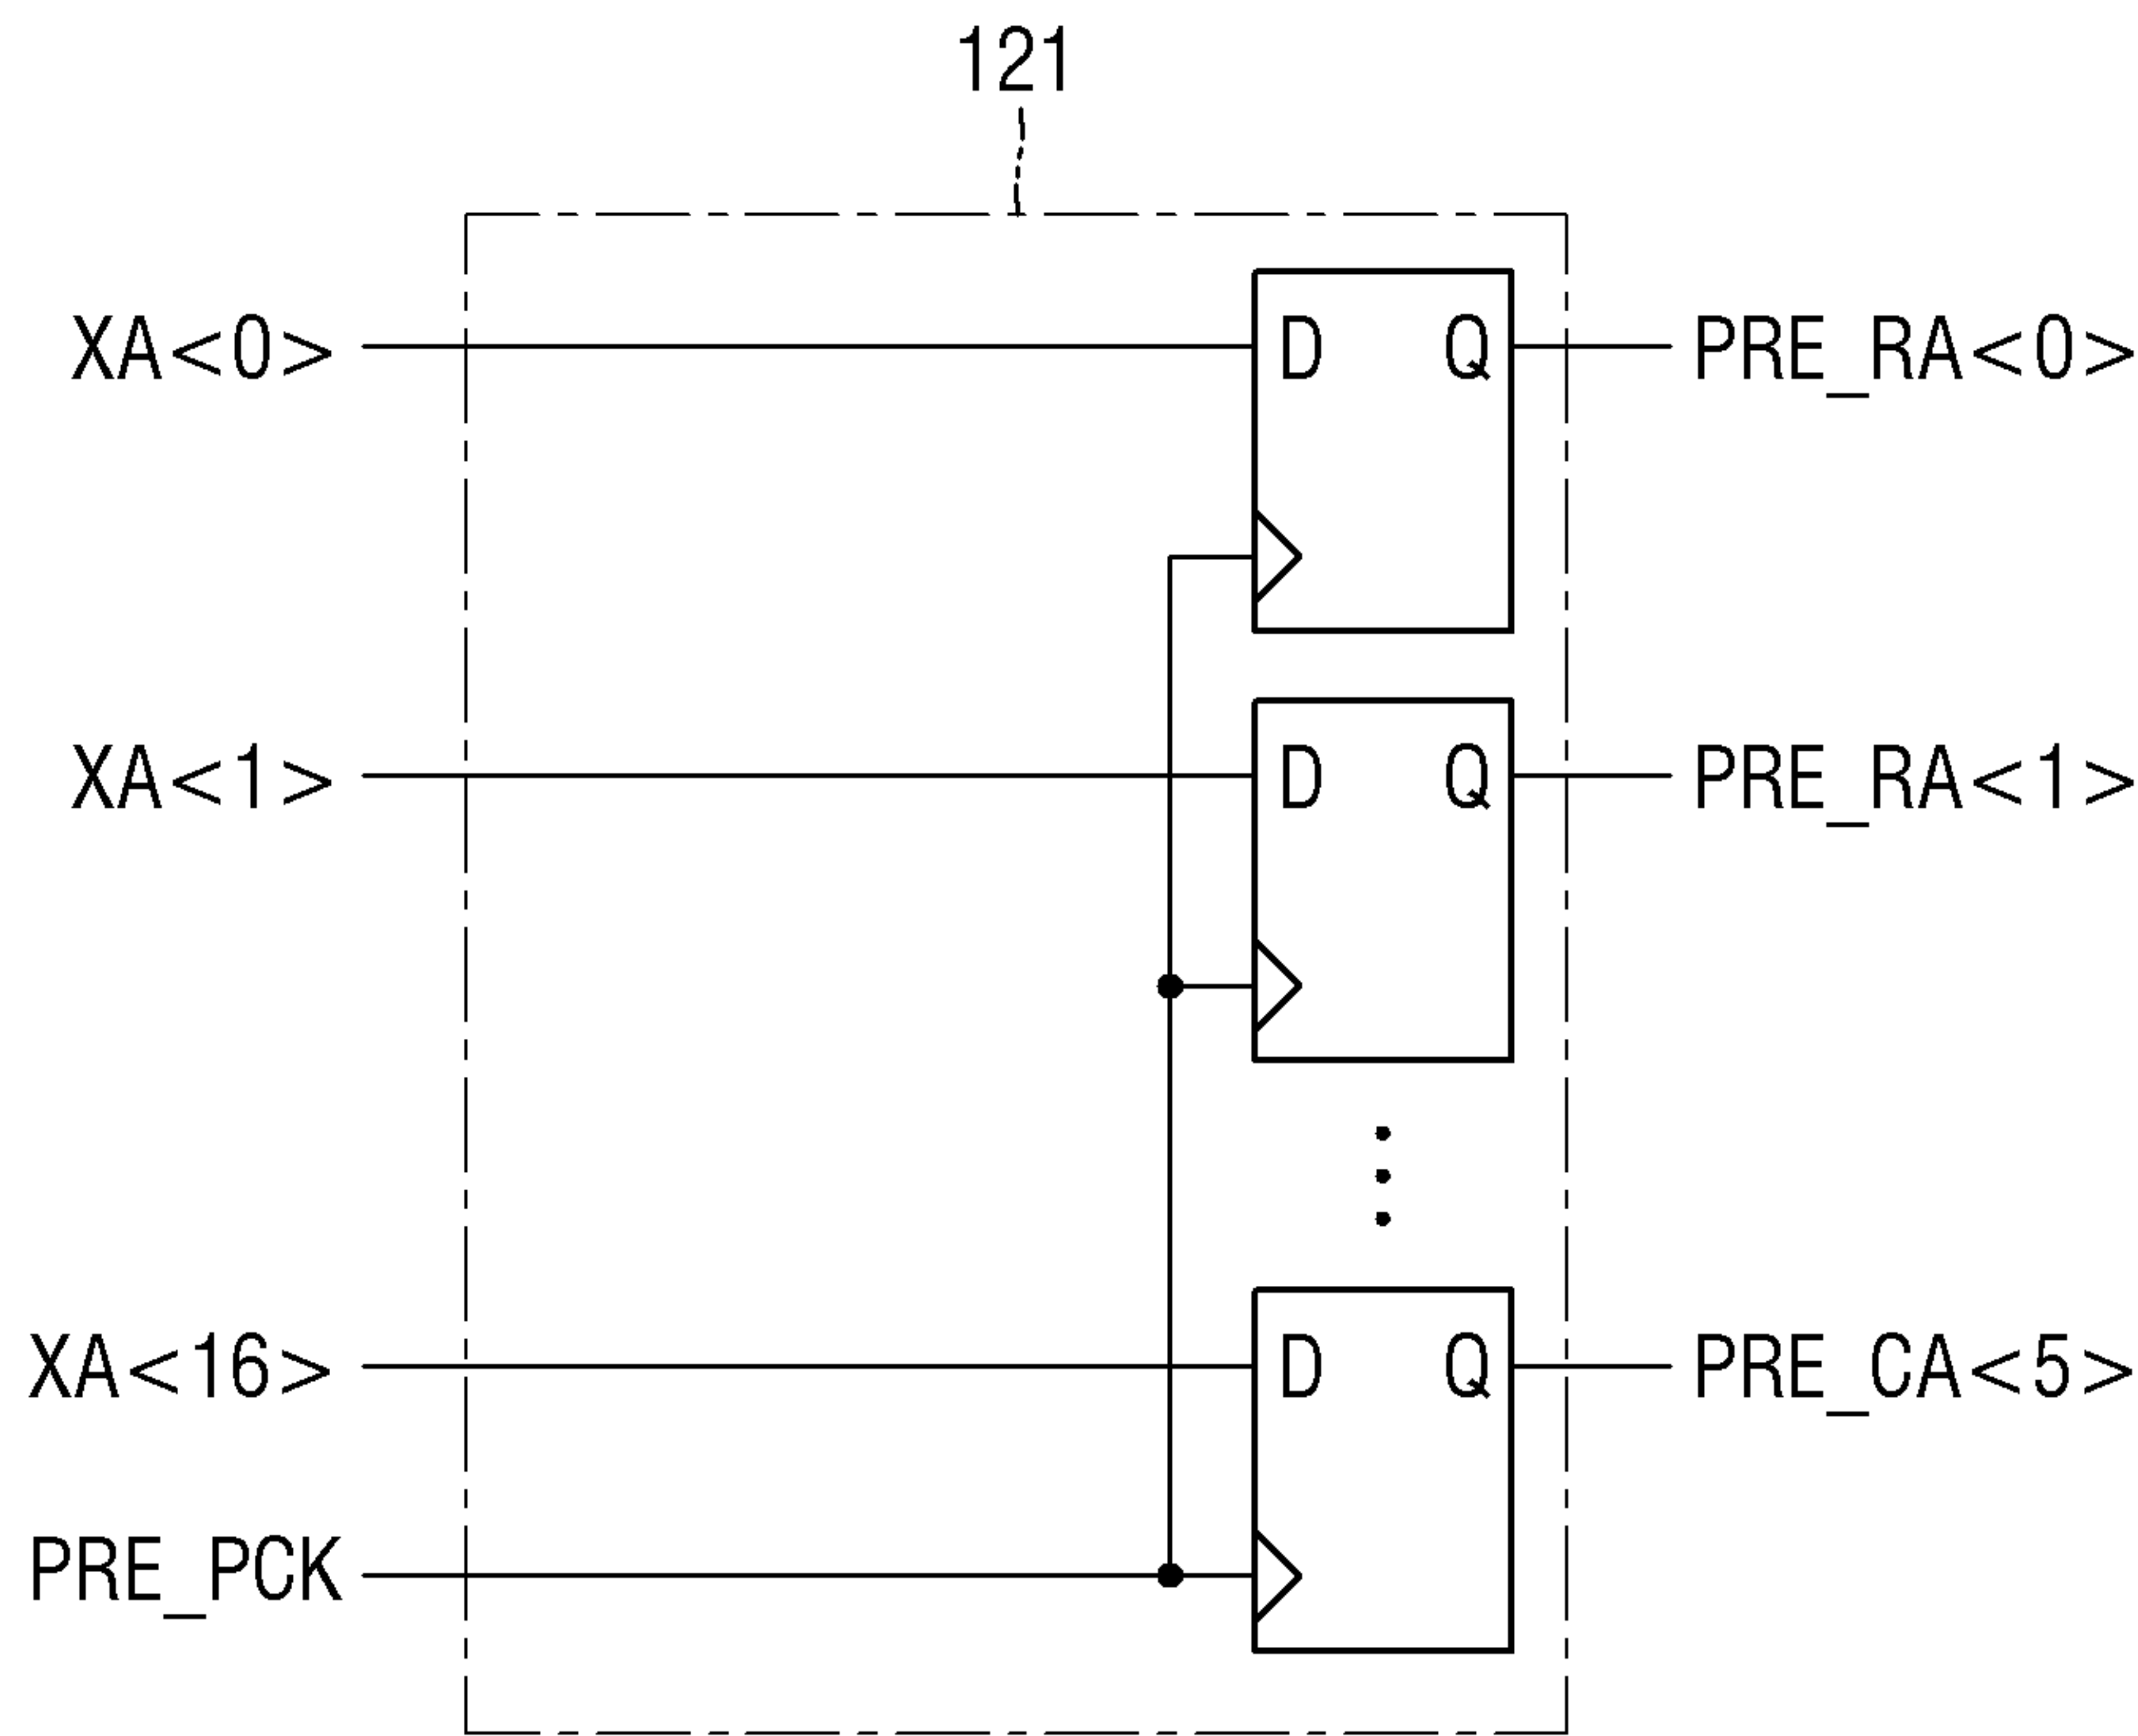 121
XA<0> D Q PRE_RA<0>
XA<1> D Q PRE_RA<1>
XA<16> D Q PRE_CA<5>
PRE_PCK